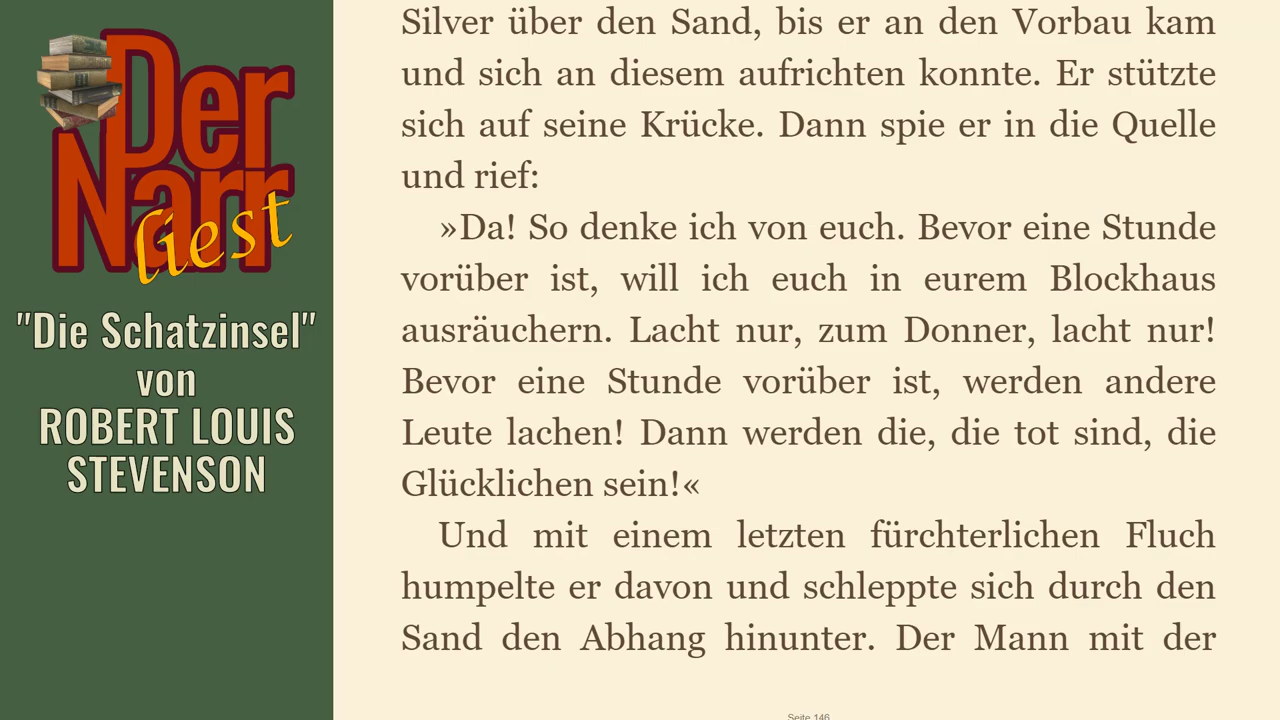 Der
Narr
liest
"Die Schatzinsel"
von
ROBERT LOUIS
STEVENSON
Silver über den Sand, bis er an den Vorbau kam
und sich an diesem aufrichten konnte. Er stützte
sich auf seine Krücke. Dann spie er in die Quelle
und rief:
»Da! So denke ich von euch. Bevor eine Stunde
vorüber ist, will ich euch in eurem Blockhaus
ausräuchern. Lacht nur, zum Donner, lacht nur!
Bevor eine Stunde vorüber ist, werden andere
Leute lachen! Dann werden die, die tot sind, die
Glücklichen sein!«
Und mit einem letzten fürchterlichen Fluch
humpelte er davon und schleppte sich durch den
Sand den Abhang hinunter. Der Mann mit der
Seite 146